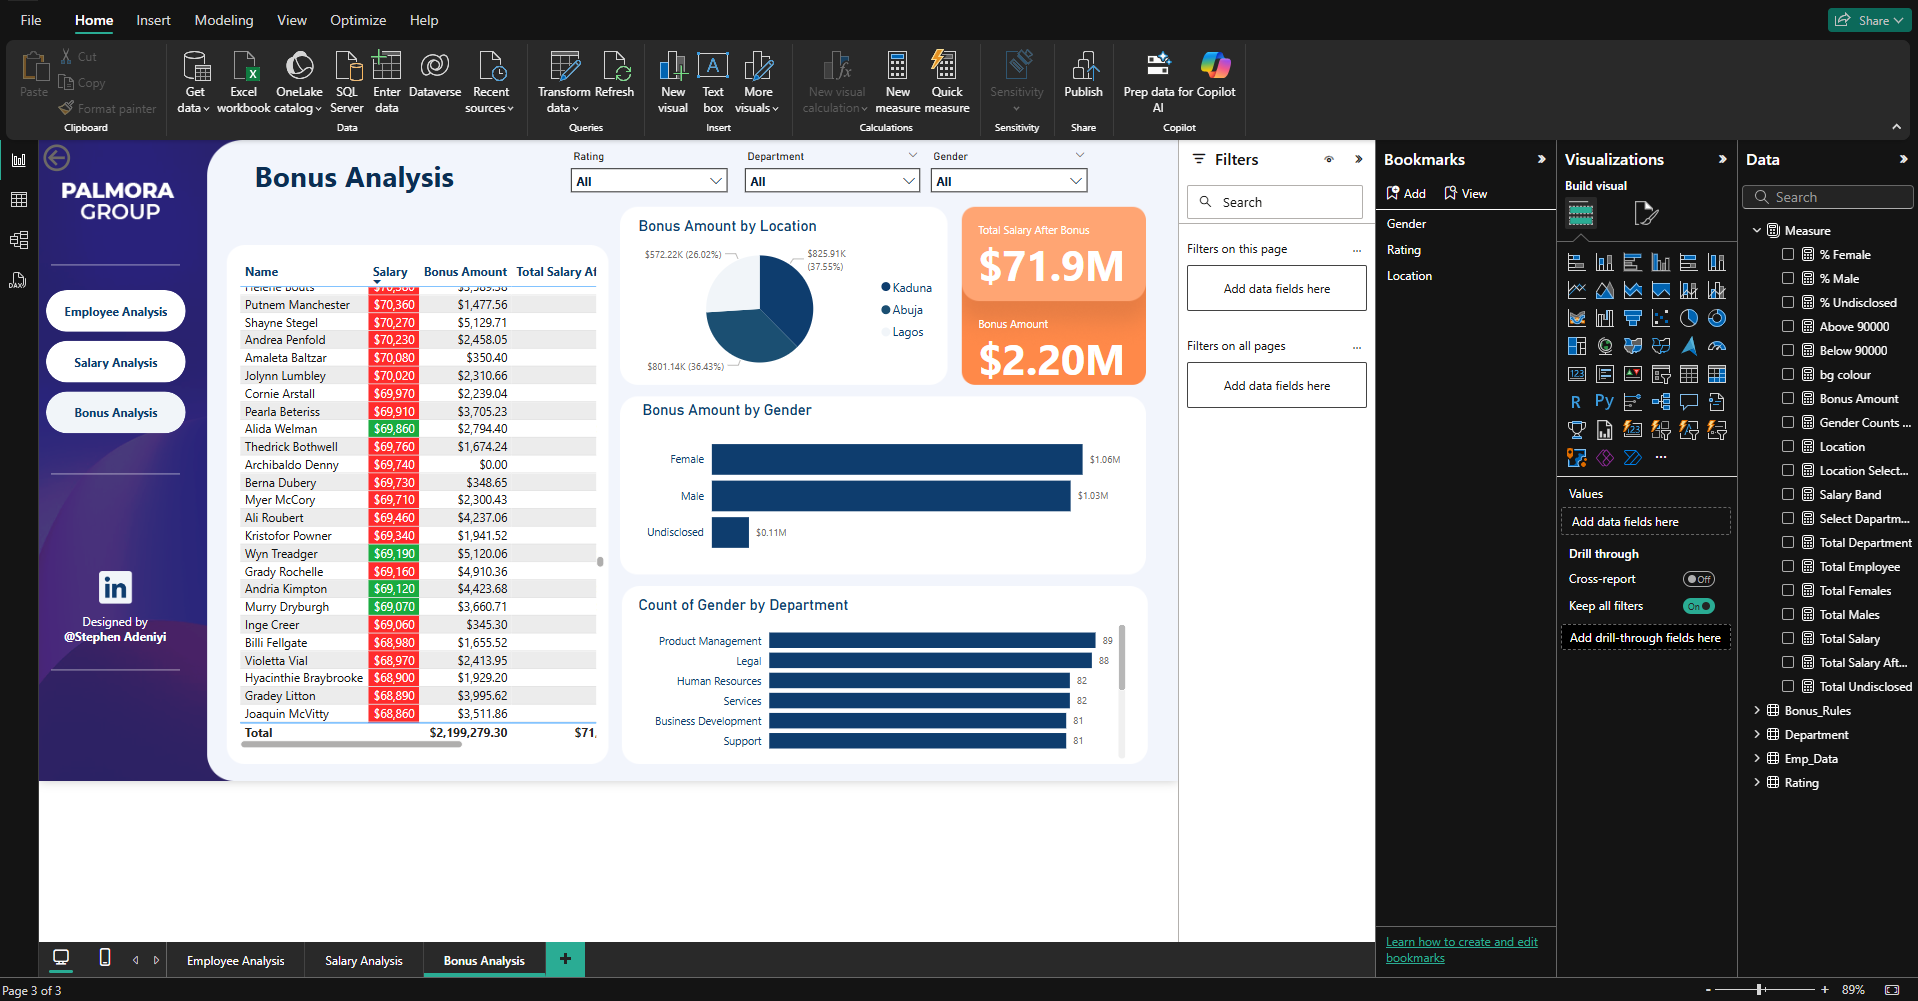 File Home Insert Modeling View Optimize Help
Share
Paste
Cut
Copy
Format painter
Clipboard
Get data
Excel workbook
OneLake catalog
SQL Server
Enter data
Dataverse
Recent sources
Data
Transform data
Refresh
Queries
New visual
Text box
More visuals
Insert
New visual calculation
New measure
Quick measure
Calculations
Sensitivity
Sensitivity
Publish
Share
Prep data for AI
Copilot
Copilot
PALMORA
GROUP
Employee Analysis
Salary Analysis
Bonus Analysis
in
Designed by
@Stephen Adeniyi
Bonus Analysis
Rating
All
Department
All
Gender
All
Name Salary Bonus Amount Total Salary Af
Helene Bouts $70,380
Putnem Manchester $70,360 $1,477.56
Shayne Stegel $70,270 $5,129.71
Andrea Penfold $70,230 $2,458.05
Amaleta Baltzar $70,080 $350.40
Jolynn Lumbley $70,020 $2,310.66
Cornie Arstall $69,970 $2,239.04
Pearla Beteriss $69,910 $3,705.23
Alida Welman $69,860 $2,794.40
Thedrick Bothwell $69,760 $1,674.24
Archibaldo Denny $69,740 $0.00
Berna Dubery $69,730 $348.65
Myer McCory $69,710 $2,300.43
Ali Roubert $69,460 $4,237.06
Kristofor Powner $69,340 $1,941.52
Wyn Treadger $69,190 $5,120.06
Grady Rochelle $69,160 $4,910.36
Andria Kimpton $69,120 $4,423.68
Murry Dryburgh $69,070 $3,660.71
Inge Creer $69,060 $345.30
Billi Fellgate $68,980 $1,655.52
Violetta Vial $68,970 $2,413.95
Hyacinthie Braybrooke $68,900 $1,929.20
Gradey Litton $68,890 $3,995.62
Joaquin McVitty $68,860 $3,511.86
Total $2,199,279.30 $71,
Bonus Amount by Location
$572.22K (26.02%)
$825.91K
(37.55%)
$801.14K (36.43%)
Kaduna
Abuja
Lagos
Total Salary After Bonus
$71.9M
Bonus Amount
$2.20M
Bonus Amount by Gender
Female $1.06M
Male $1.03M
Undisclosed $0.11M
Count of Gender by Department
Product Management 89
Legal 88
Human Resources 82
Services 82
Business Development 81
Support 81
Filters
Search
Filters on this page ...
Add data fields here
Filters on all pages ...
Add data fields here
Bookmarks
Add View
Gender
Rating
Location
Learn how to create and edit
bookmarks
Visualizations
Build visual
123
R Py
123
...
Values
Add data fields here
Drill through
Cross-report Off
Keep all filters On
Add drill-through fields here
Data
Search
Measure
% Female
% Male
% Undisclosed
Above 90000
Below 90000
bg colour
Bonus Amount
Gender Counts ...
Location
Location Select...
Salary Band
Select Dapartm...
Total Department
Total Employee
Total Females
Total Males
Total Salary
Total Salary Aft...
Total Undisclosed
Bonus_Rules
Department
Emp_Data
Rating
Employee Analysis Salary Analysis Bonus Analysis +
Page 3 of 3
- + 89%